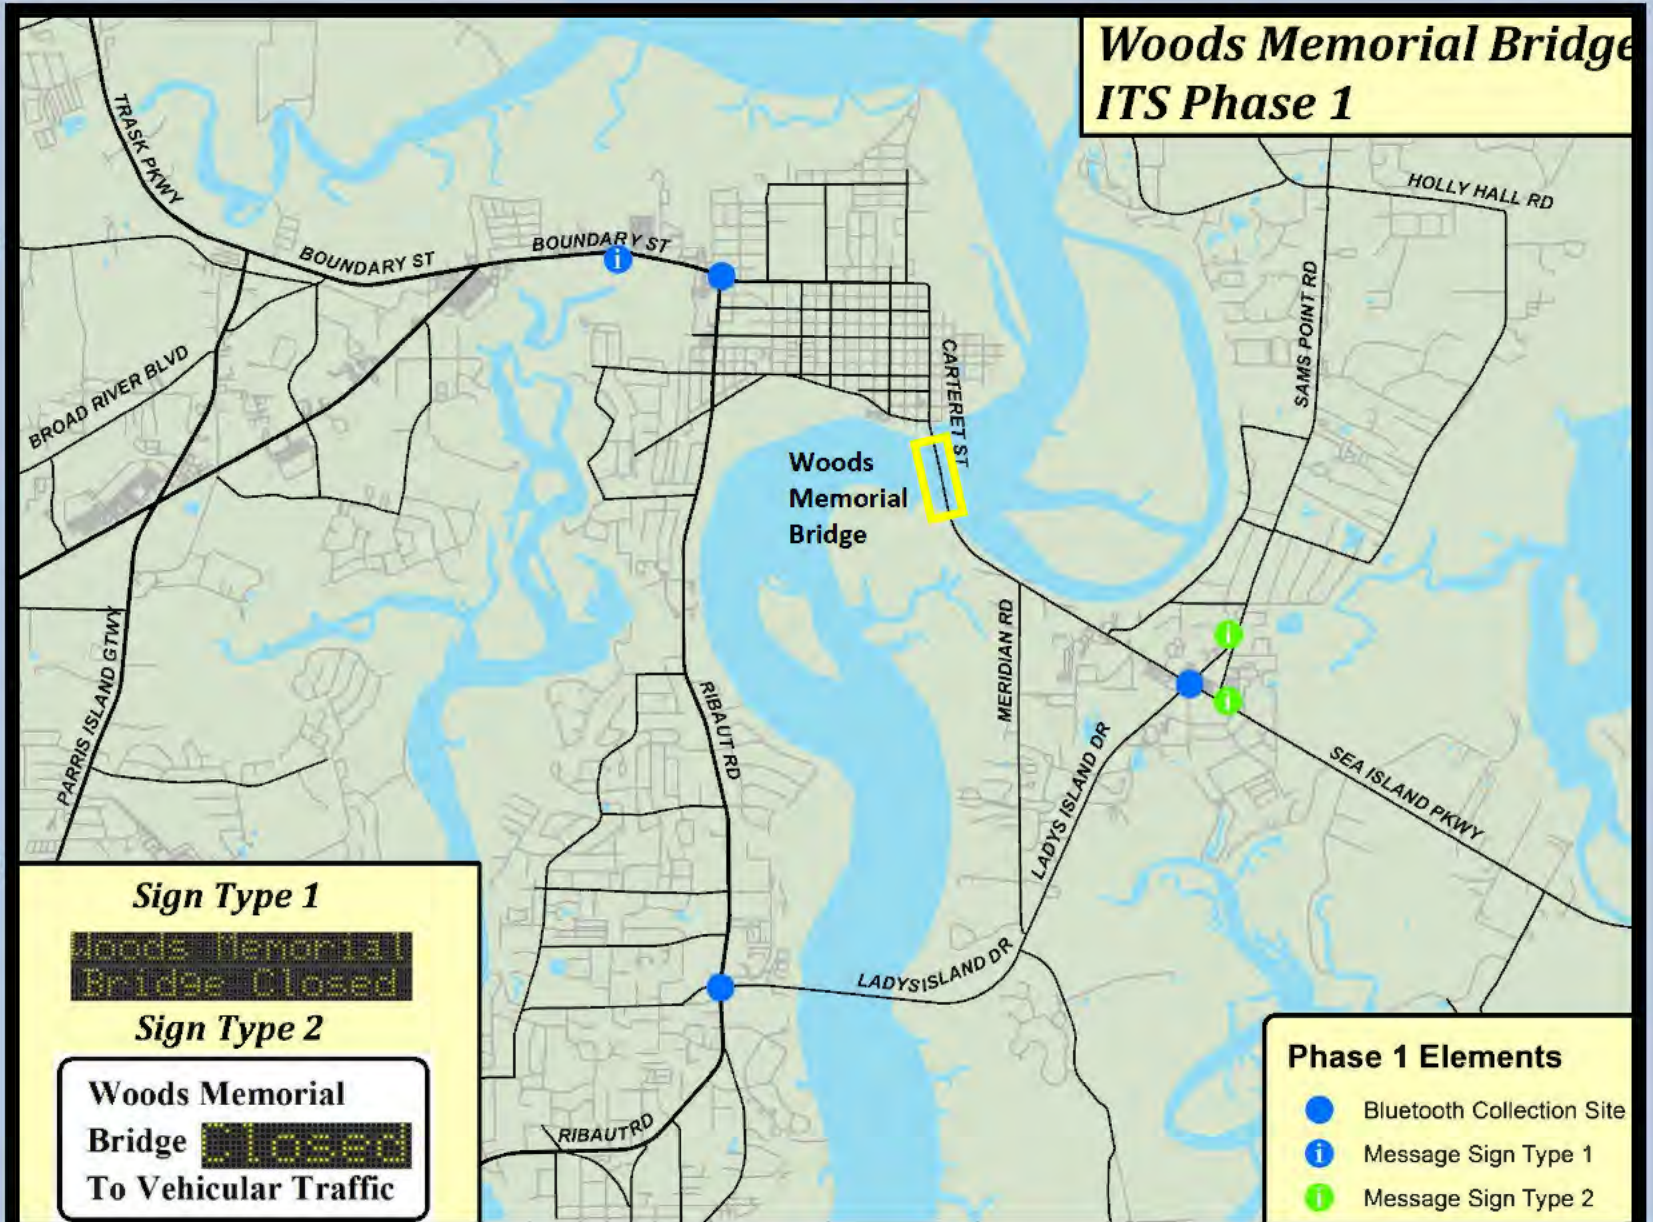 Woods Memorial Bridge
ITS Phase 1
TRASK PKWY
HOLLY HALL RD
BOUNDARY ST
BOUNDARY ST
SAMS POINT RD
BROAD RIVER BLVD
CARTERET ST
Woods
Memorial
Bridge
MERIDIAN RD
PARRIS ISLAND GTWY
RIBAUT RD
LADYS ISLAND DR
SEA ISLAND PKWY
LADYS ISLAND DR
RIBAUT RD
Sign Type 1
Woods Memorial
Bridge Closed
Sign Type 2
Woods Memorial
Bridge Closed
To Vehicular Traffic
Phase 1 Elements
Bluetooth Collection Site
i Message Sign Type 1
i Message Sign Type 2